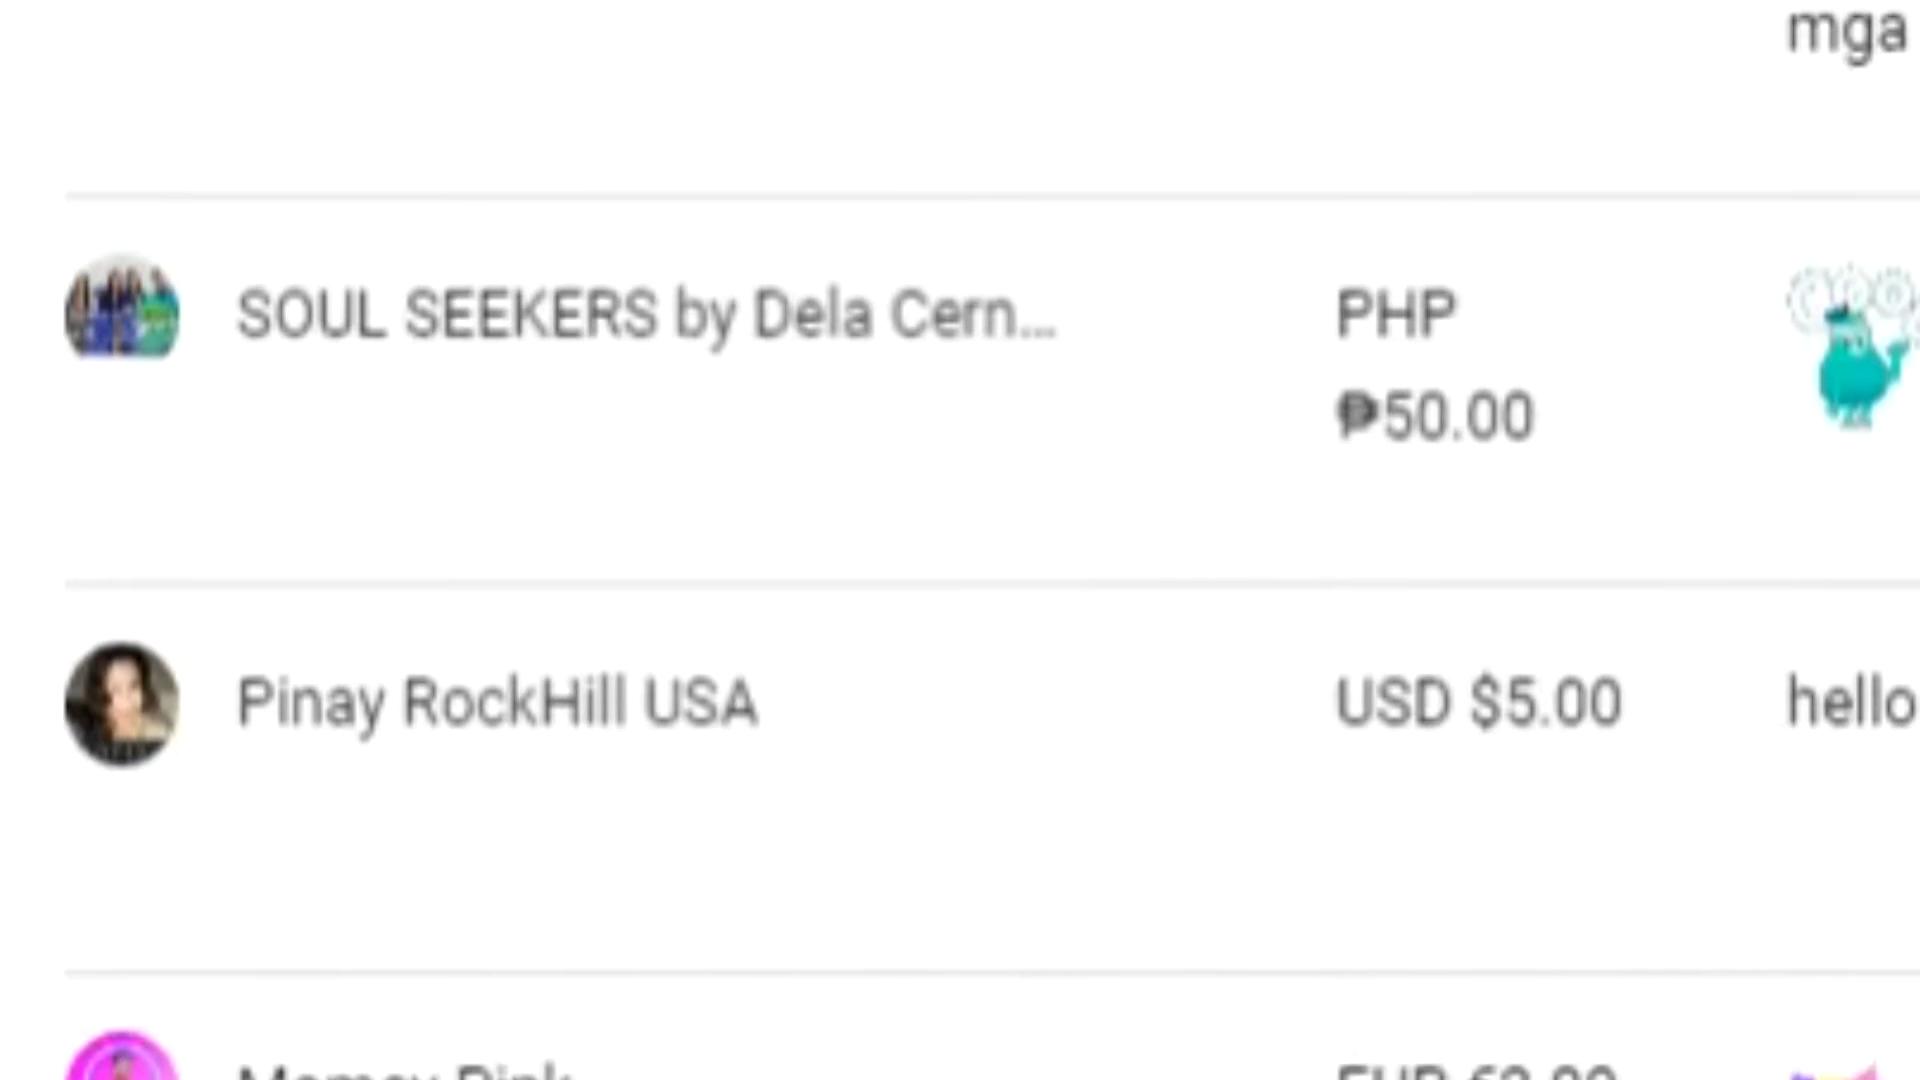 mga
SOUL SEEKERS by Dela Cern...
PHP
₱50.00
Pinay RockHill USA
USD $5.00
hello